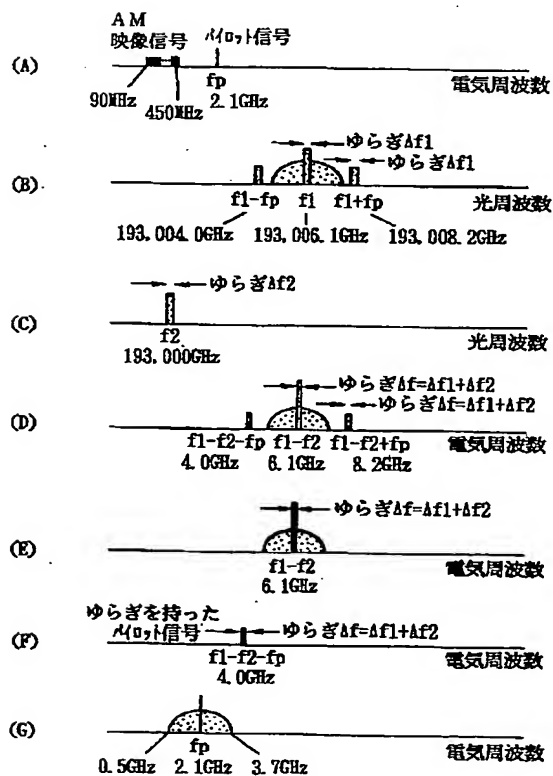 AM
映像信号
パイロット信号
(A)
fp
電気周波数
90MHz
450MHz
2.1GHz
ゆらぎΔf1
ゆらぎΔf1
(B)
f1-fp
f1
f1+fp
光周波数
193.004.0GHz
193.006.1GHz
193.008.2GHz
ゆらぎΔf2
(C)
f2
光周波数
193.000GHz
ゆらぎΔf=Δf1+Δf2
ゆらぎΔf=Δf1+Δf2
(D)
f1-f2-fp
f1-f2
f1-f2+fp
電気周波数
4.0GHz
6.1GHz
8.2GHz
ゆらぎΔf=Δf1+Δf2
(E)
f1-f2
電気周波数
6.1GHz
ゆらぎを持った
パイロット信号
ゆらぎΔf=Δf1+Δf2
(F)
f1-f2-fp
電気周波数
4.0GHz
(G)
fp
電気周波数
0.5GHz
2.1GHz
3.7GHz